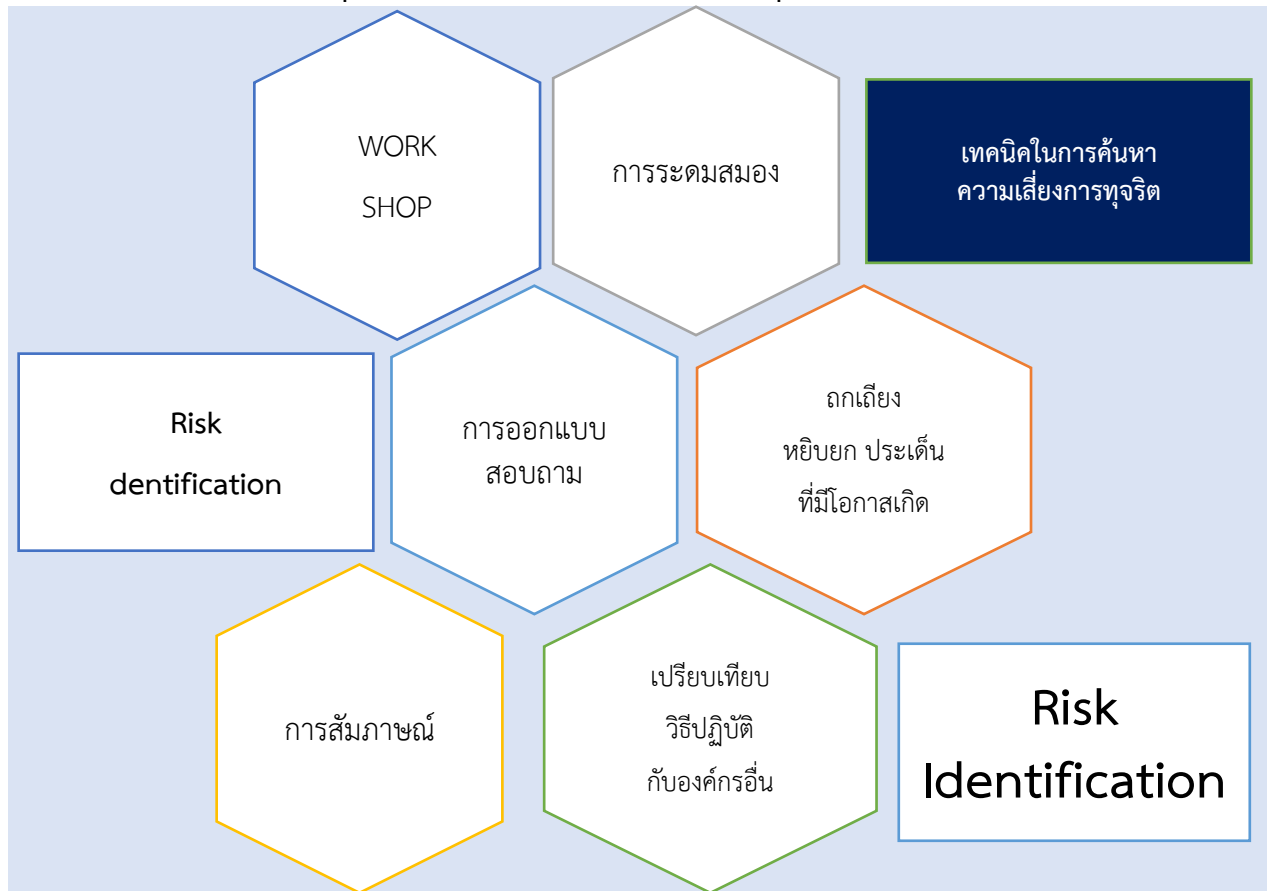 WORK
SHOP
การระดมสมอง
เทคนิคในการค้นหา
ความเสี่ยงการทุจริต
Risk
dentification
การออกแบบ
สอบถาม
ถกเถียง
หยิบยก ประเด็น
ที่มีโอกาสเกิด
การสัมภาษณ์
เปรียบเทียบ
วิธีปฏิบัติ
กับองค์กรอื่น
Risk
Identification